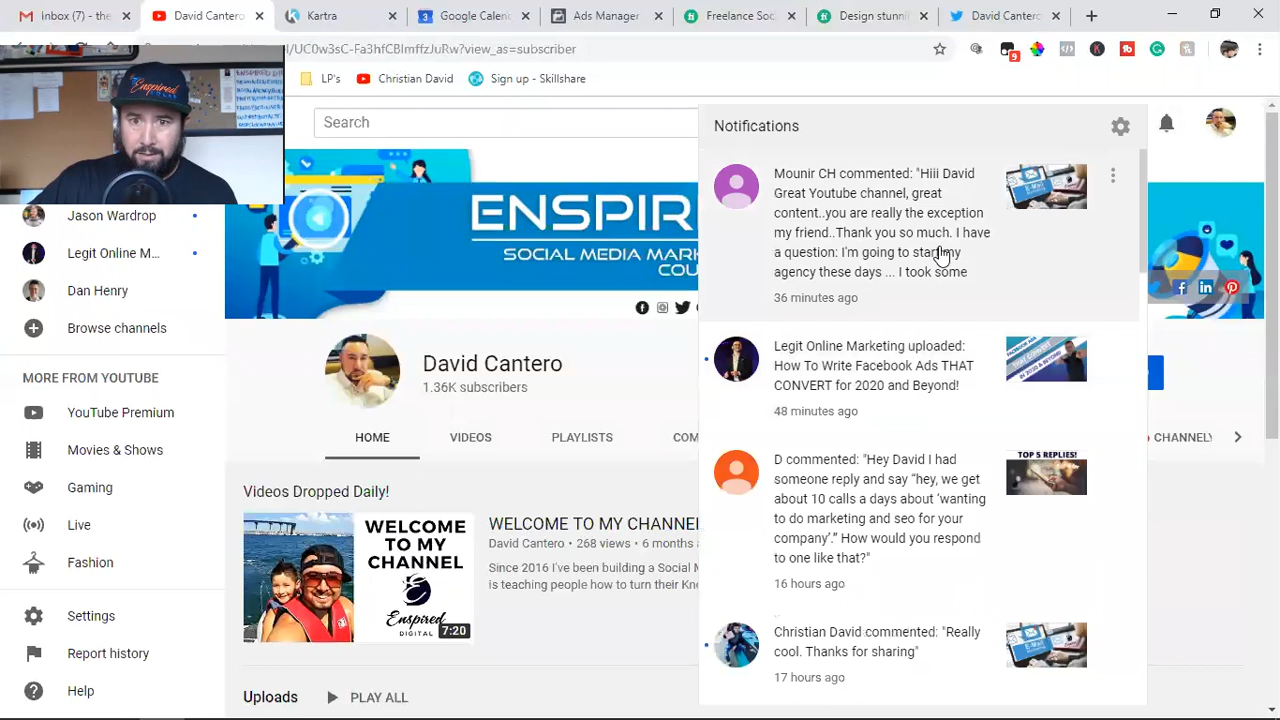 Inbox (7) - the
David Canter
Kartra
Google Calen
Ads Manager
Freelance Soc
Design stunni
David Canter
/UC0w3sC-Fa3hfCBlmffzJuRw?view_as=subscriber
9
LP's
Christian David
Sign up - Skillshare
Search
Enspired
Jason Wardrop
Legit Online M...
Dan Henry
Browse channels
MORE FROM YOUTUBE
YouTube Premium
Movies & Shows
Gaming
Live
Fashion
Settings
Report history
Help
ENSPIR
SOCIAL MEDIA MARK
COU
David Cantero
1.36K subscribers
HOME
VIDEOS
PLAYLISTS
COM
CHANNEL
Videos Dropped Daily!
WELCOME
TO MY
CHANNEL
Enspired
DIGITAL
7:20
WELCOME TO MY CHANNEL
David Cantero • 268 views • 6 months a
Since 2016 I've been building a Social M
is teaching people how to turn their Kno
Uploads
PLAY ALL
Notifications
Mounir CH commented: "Hiii David
Great Youtube channel, great
content..you are really the exception
my friend..Thank you so much. I have
a question: I'm going to start my
agency these days ... I took some
36 minutes ago
Legit Online Marketing uploaded:
How To Write Facebook Ads THAT
CONVERT for 2020 and Beyond!
48 minutes ago
D commented: "Hey David I had
someone reply and say “hey, we get
about 10 calls a days about ‘wanting
to do marketing and seo for your
company’.” How would you respond
to one like that?"
16 hours ago
TOP 5 REPLIES!
Christian David commented: "Really
cool. Thanks for sharing"
17 hours ago